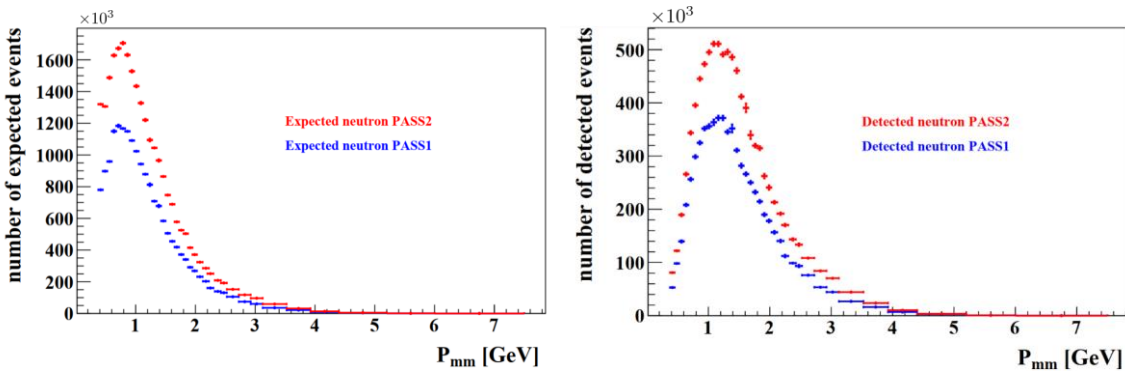 ×10³
number of expected events
1600
1400
1200
1000
800
600
400
200
0
Expected neutron PASS2
Expected neutron PASS1
1 2 3 4 5 6 7
P_mm [GeV]
×10³
number of detected events
500
400
300
200
100
0
Detected neutron PASS2
Detected neutron PASS1
1 2 3 4 5 6 7
P_mm [GeV]